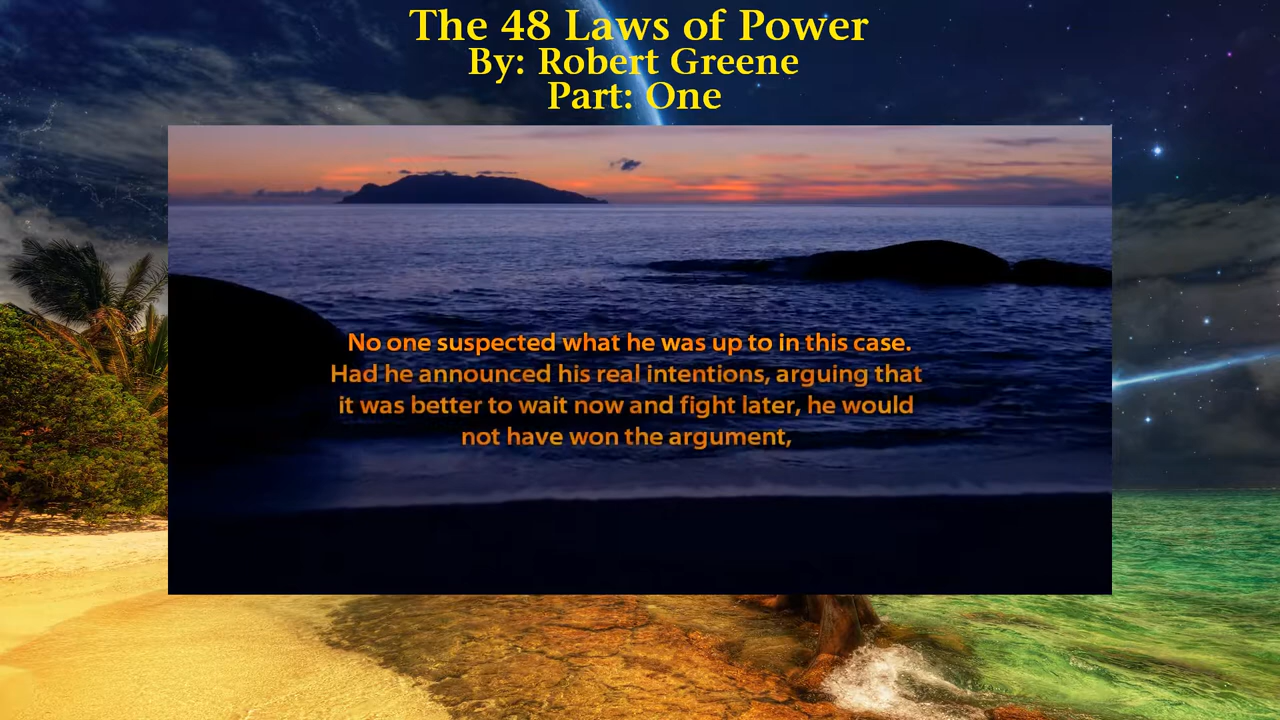 The 48 Laws of Power
By: Robert Greene
Part: One
No one suspected what he was up to in this case.
Had he announced his real intentions, arguing that
it was better to wait now and fight later, he would
not have won the argument,